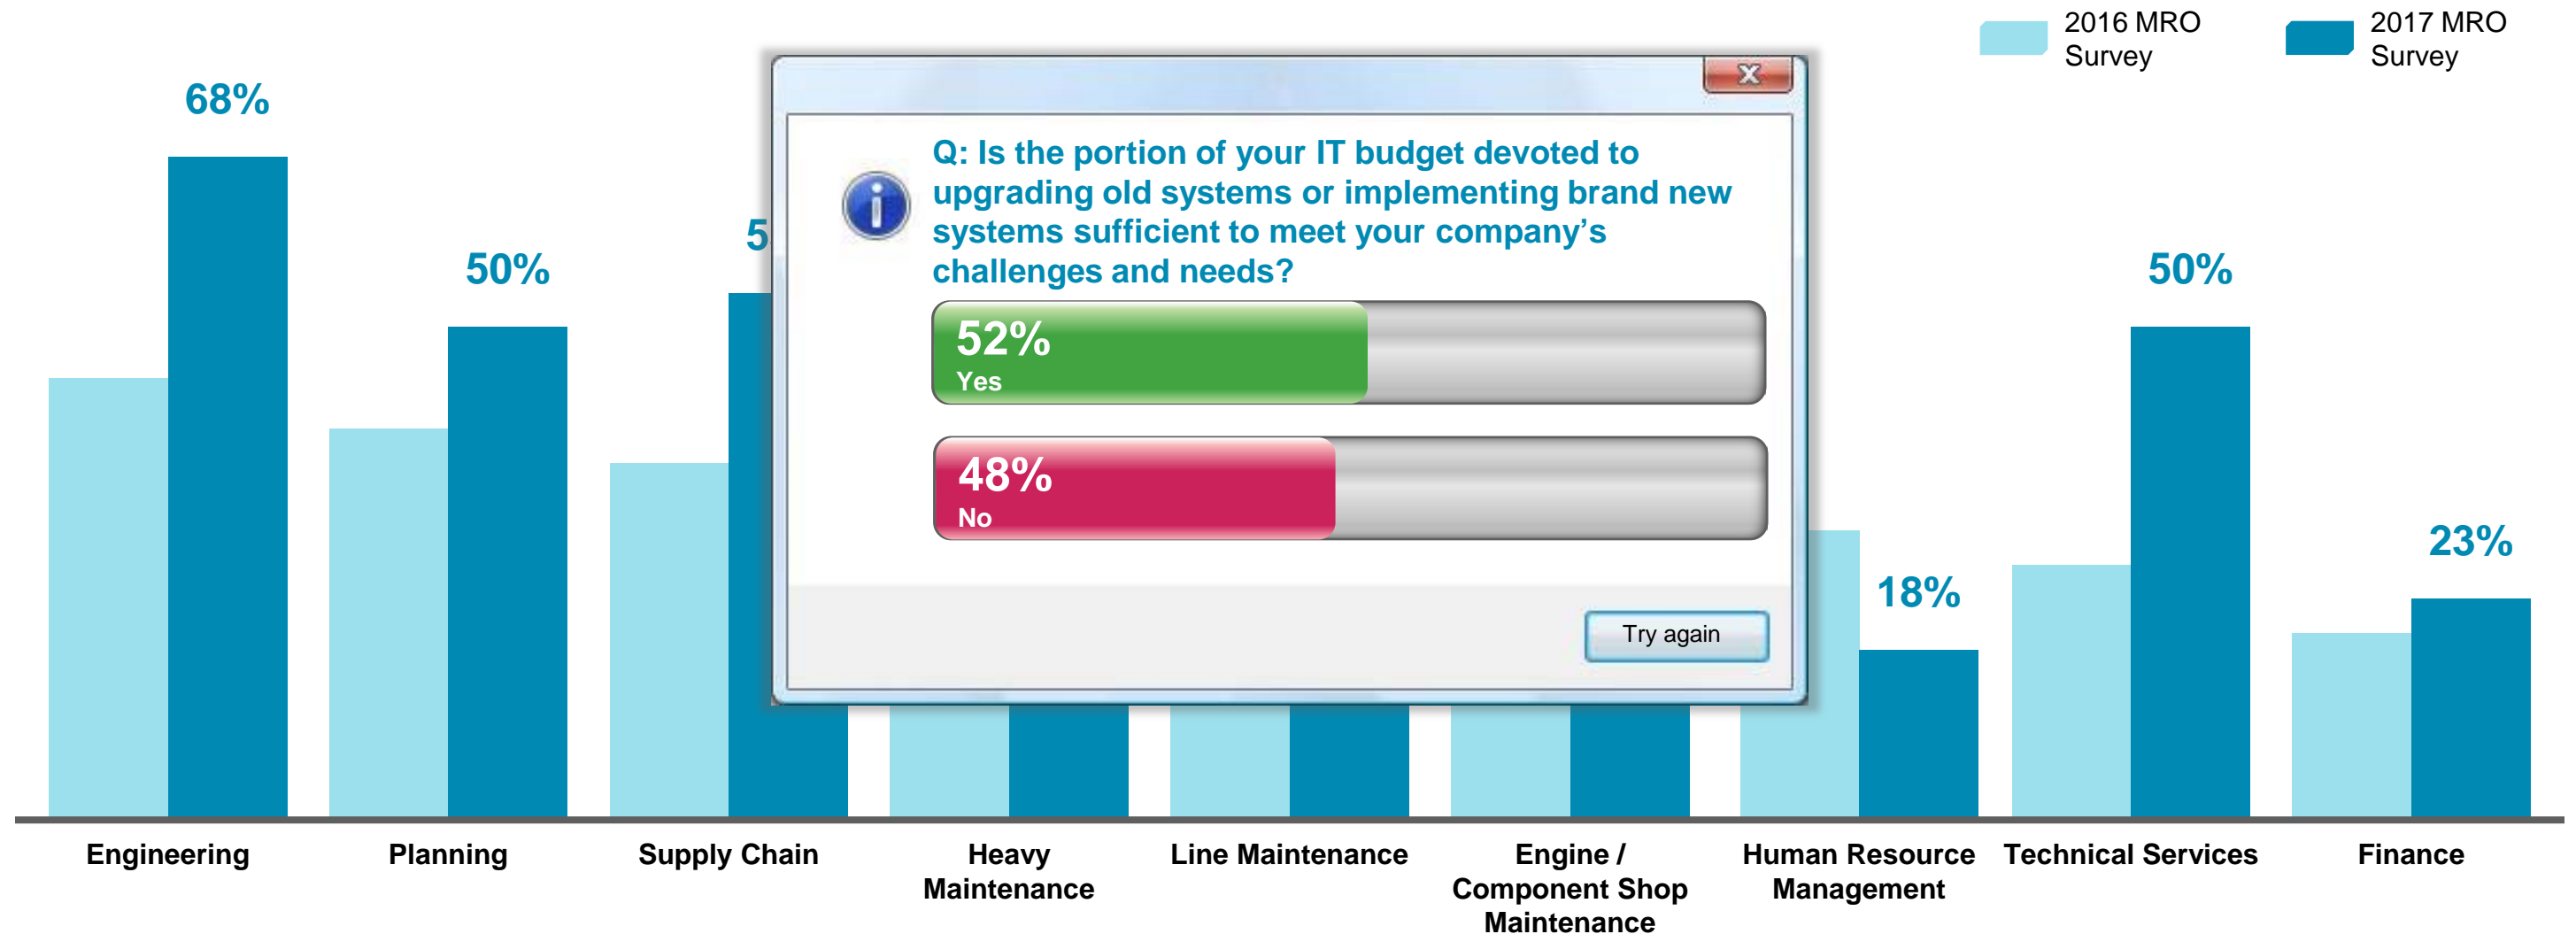 2016 MRO
Survey
2017 MRO
Survey
68%
50%
5
50%
18%
23%
X
Q: Is the portion of your IT budget devoted to
upgrading old systems or implementing brand new
systems sufficient to meet your company’s
challenges and needs?
52%
Yes
48%
No
Try again
Engineering
Planning
Supply Chain
Heavy
Maintenance
Line Maintenance
Engine /
Component Shop
Maintenance
Human Resource
Management
Technical Services
Finance